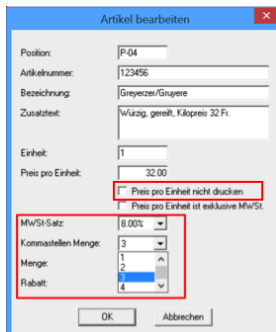 Artikel bearbeiten
Position: P-04
Artikelnummer: 123456
Bezeichnung: Greyerzer/Gruyere
Zusatztext: Würzig, gereift, Kilopreis 32 Fr.
Einheit: 1
Preis pro Einheit: 32.00
Preis pro Einheit nicht drucken
Preis pro Einheit ist exklusive MWSt.
MWSt-Satz: 8.00%
Kommastellen Menge: 3
1
Menge: 2
3
Rabatt: 4
OK Abbrechen